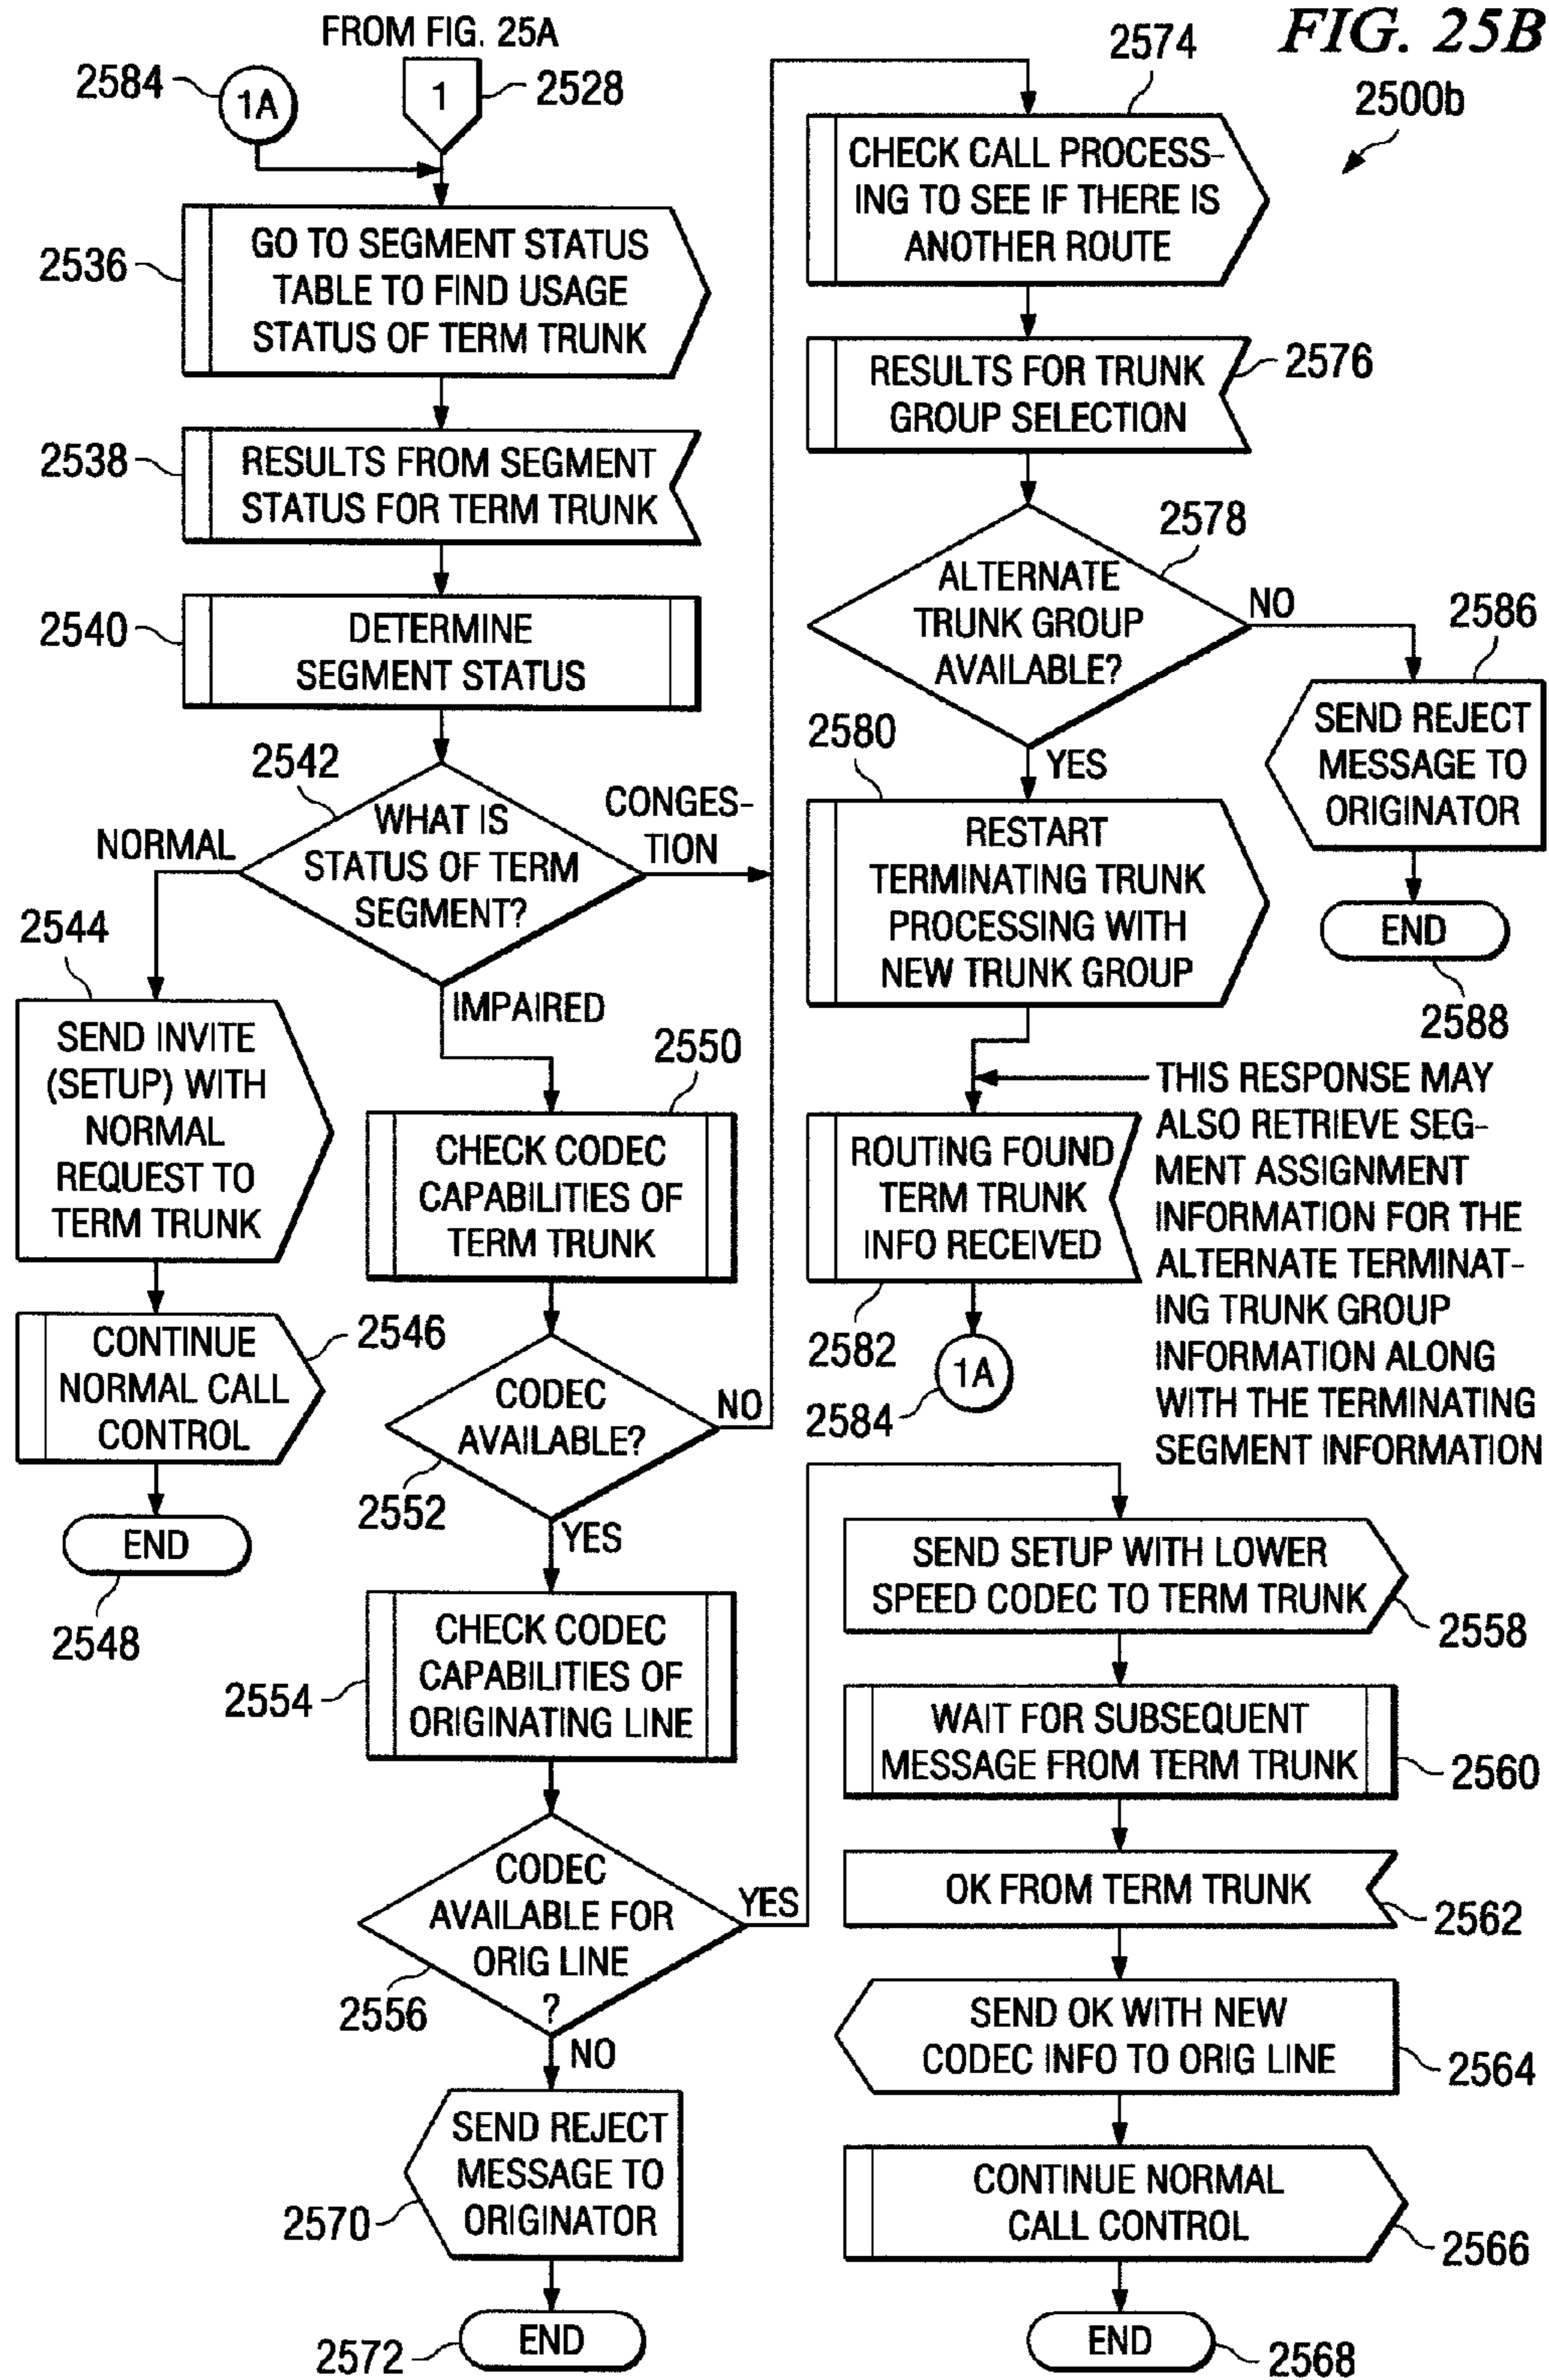 FIG. 25B
2500b
FROM FIG. 25A
2584
1A
1
2528
2536
GO TO SEGMENT STATUS
TABLE TO FIND USAGE
STATUS OF TERM TRUNK
2538
RESULTS FROM SEGMENT
STATUS FOR TERM TRUNK
2540
DETERMINE
SEGMENT STATUS
2542
WHAT IS
STATUS OF TERM
SEGMENT?
NORMAL
CONGES-
TION
IMPAIRED
2544
SEND INVITE
(SETUP) WITH
NORMAL
REQUEST TO
TERM TRUNK
CONTINUE
NORMAL CALL
CONTROL
2546
END
2548
2550
CHECK CODEC
CAPABILITIES OF
TERM TRUNK
CODEC
AVAILABLE?
NO
2552
YES
CHECK CODEC
CAPABILITIES OF
ORIGINATING LINE
2554
CODEC
AVAILABLE FOR
ORIG LINE
?
YES
2556
NO
SEND REJECT
MESSAGE TO
ORIGINATOR
2570
END
2572
2574
CHECK CALL PROCESS-
ING TO SEE IF THERE IS
ANOTHER ROUTE
RESULTS FOR TRUNK
GROUP SELECTION
2576
2578
ALTERNATE
TRUNK GROUP
AVAILABLE?
NO
YES
2586
SEND REJECT
MESSAGE TO
ORIGINATOR
END
2588
2580
RESTART
TERMINATING TRUNK
PROCESSING WITH
NEW TRUNK GROUP
ROUTING FOUND
TERM TRUNK
INFO RECEIVED
2582
1A
2584
THIS RESPONSE MAY
ALSO RETRIEVE SEG-
MENT ASSIGNMENT
INFORMATION FOR THE
ALTERNATE TERMINAT-
ING TRUNK GROUP
INFORMATION ALONG
WITH THE TERMINATING
SEGMENT INFORMATION
SEND SETUP WITH LOWER
SPEED CODEC TO TERM TRUNK
2558
WAIT FOR SUBSEQUENT
MESSAGE FROM TERM TRUNK
2560
OK FROM TERM TRUNK
2562
SEND OK WITH NEW
CODEC INFO TO ORIG LINE
2564
CONTINUE NORMAL
CALL CONTROL
2566
END
2568